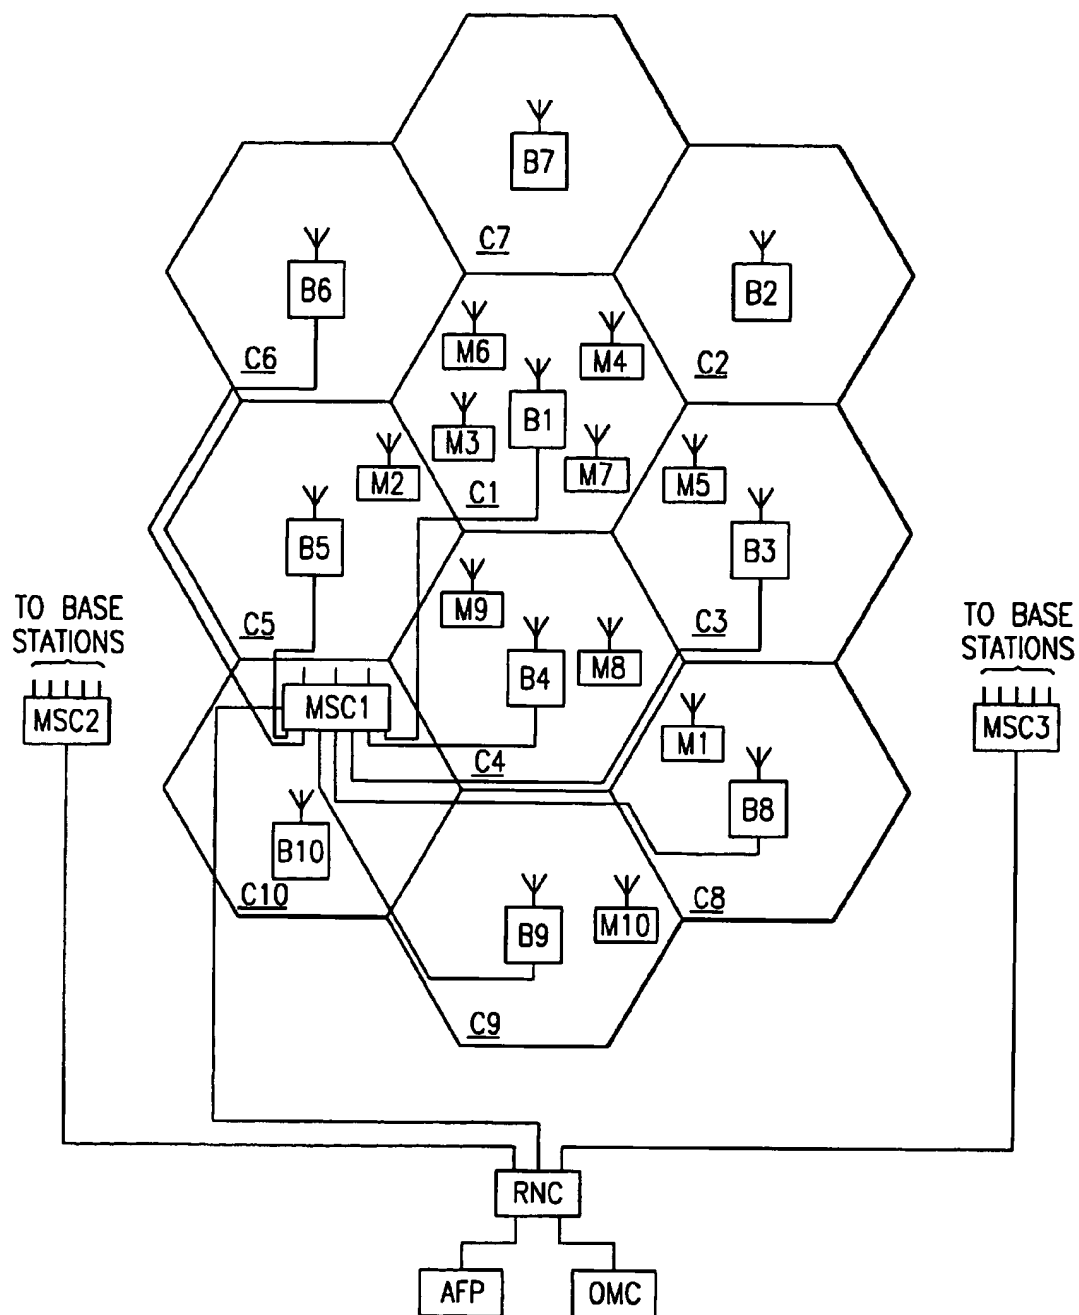 B7
C7
B6
B2
M6
M4
C6
C2
B1
M3
M7
M2
M5
C1
B5
B3
M9
TO BASE
STATIONS
C5
C3
TO BASE
STATIONS
B4
M8
MSC2
MSC1
M1
MSC3
C4
B8
B10
C10
C8
B9
M10
C9
RNC
AFP
OMC